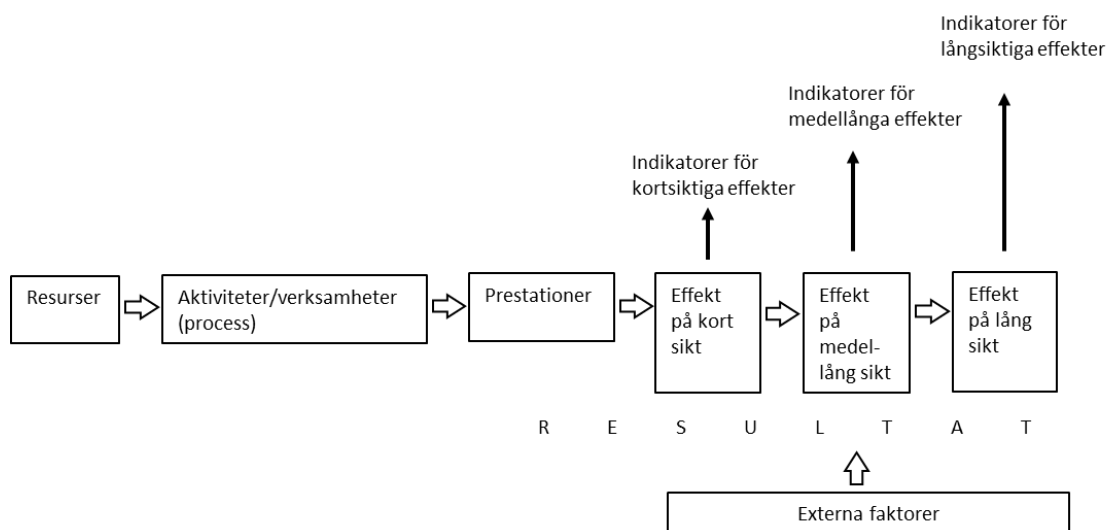 Indikatorer för
långsiktiga effekter
Indikatorer för
medellånga effekter
Indikatorer för
kortsiktiga effekter
Resurser
Aktiviteter/verksamheter
(process)
Prestationer
Effekt
på kort
sikt
Effekt
på
medel-
lång sikt
Effekt
på lång
sikt
R E S U L T A T
Externa faktorer